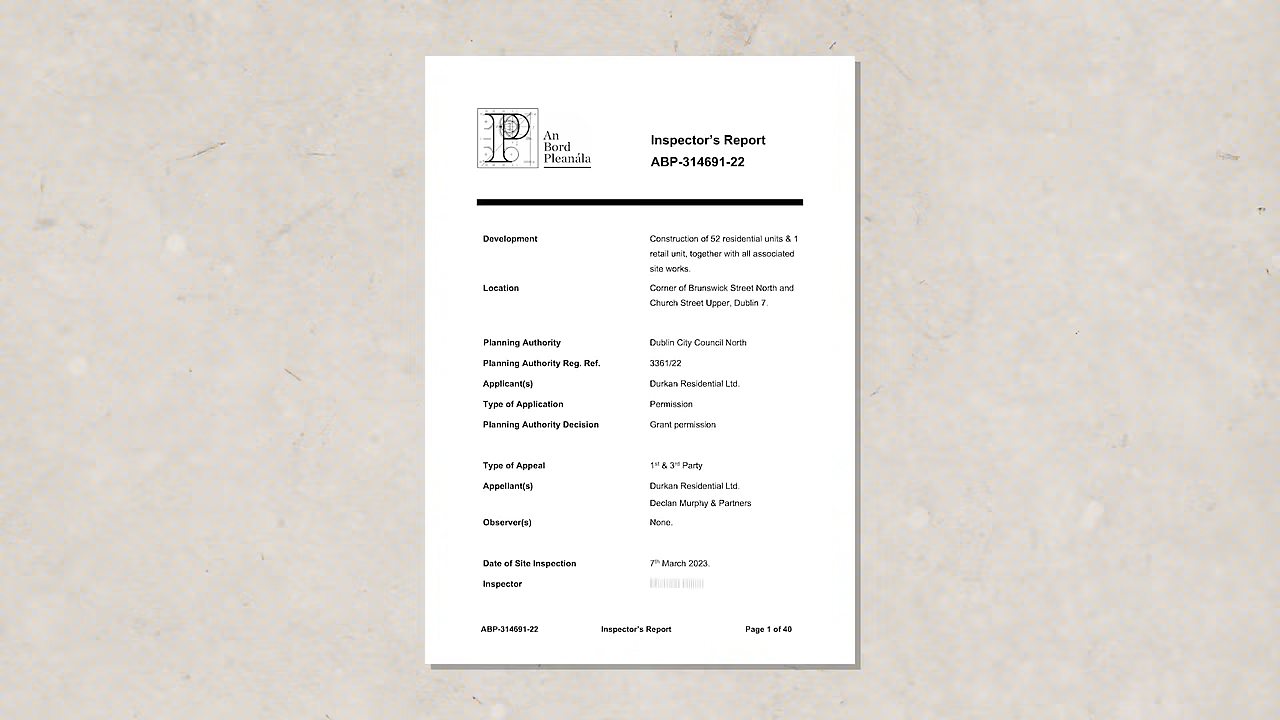 An
Bord
Pleanála
Inspector's Report
ABP-314691-22
Development
Construction of 52 residential units & 1
retail unit, together with all associated
site works.
Location
Corner of Brunswick Street North and
Church Street Upper, Dublin 7.
Planning Authority
Dublin City Council North
Planning Authority Reg. Ref.
3361/22
Applicant(s)
Durkan Residential Ltd.
Type of Application
Permission
Planning Authority Decision
Grant permission
Type of Appeal
1st & 3rd Party
Appellant(s)
Durkan Residential Ltd.
Declan Murphy & Partners
Observer(s)
None.
Date of Site Inspection
7th March 2023.
Inspector
ABP-314691-22
Inspector's Report
Page 1 of 40